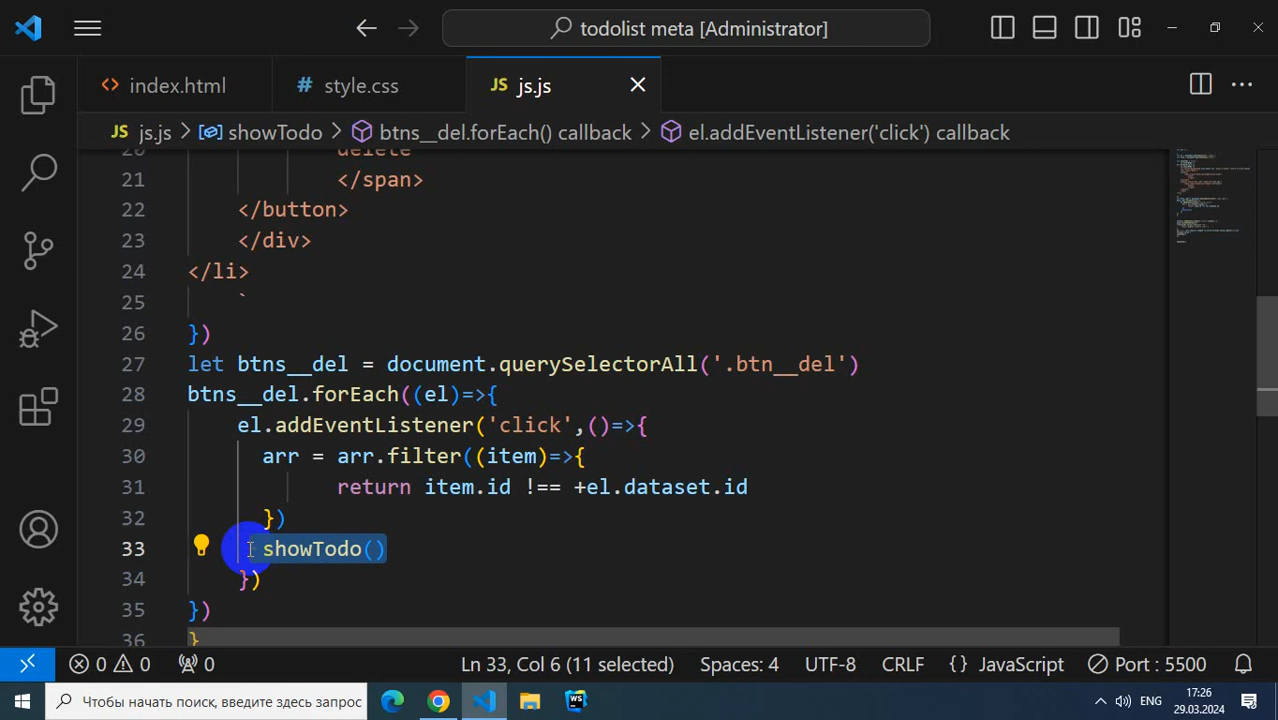 todolist meta [Administrator]
index.html
# style.css
JS js.js
JS js.js > showTodo > btns__del.forEach() callback > el.addEventListener('click') callback
20 delete
21 </span>
22 </button>
23 </div>
24 </li>
25 `
26 })
27 let btns__del = document.querySelectorAll('.btn__del')
28 btns__del.forEach((el)=>{
29 el.addEventListener('click',()=>{
30 arr = arr.filter((item)=>{
31 return item.id !== +el.dataset.id
32 })
33 showTodo()
34 })
35 })
36 }
0 0 0 Ln 33, Col 6 (11 selected) Spaces: 4 UTF-8 CRLF {} JavaScript Port : 5500
Чтобы начать поиск, введите здесь запрос
WS
ENG
17:26
29.03.2024